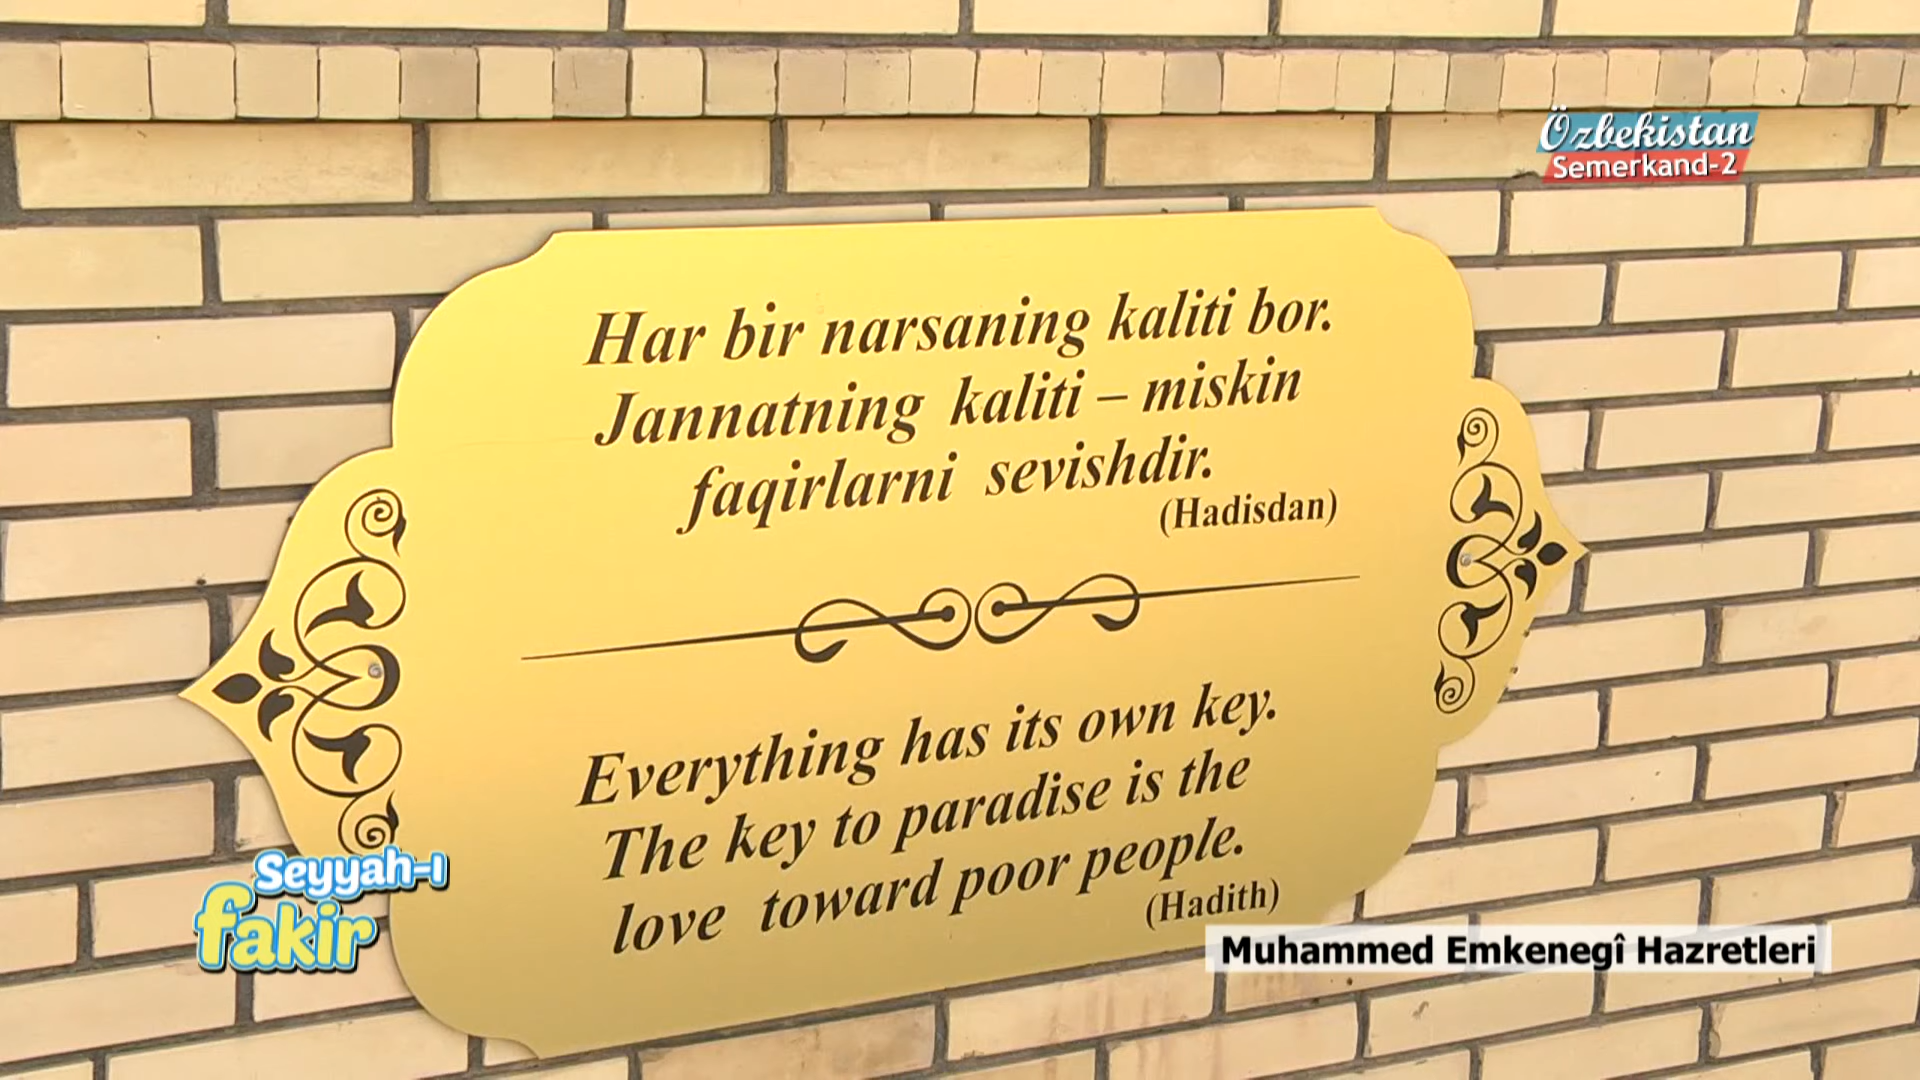 Özbekistan
Semerkand-2
Har bir narsaning kaliti bor.
Jannatning kaliti – miskin
faqirlarni sevishdir.
(Hadisdan)
Everything has its own key.
The key to paradise is the
love toward poor people.
(Hadith)
Seyyah-ı
fakir
Muhammed Emkenegî Hazretleri